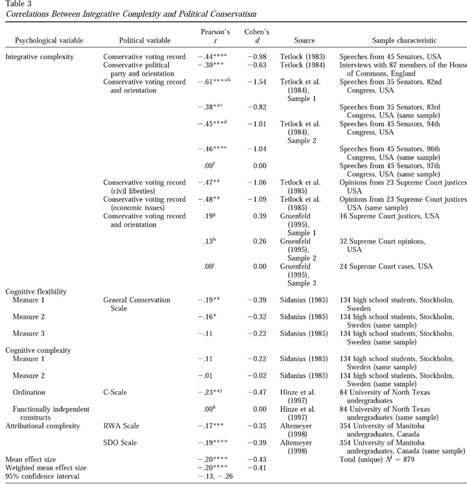 Table 3
Correlations Between Integrative Complexity and Political Conservatism
Psychological variable Political variable Pearson's r Cohen's d Source Sample characteristic
Integrative complexity Conservative voting record −.44**** −0.98 Tetlock (1983) Speeches from 45 Senators, USA
Conservative political −.30*** −0.63 Tetlock (1984) Interviews with 87 members of the House
party and orientation of Commons, England
Conservative voting record −.61**** −1.54 Tetlock et al. Speeches from 35 Senators, 82nd
and orientation (1984), Congress, USA
Sample 1
−.38** −0.82 Speeches from 35 Senators, 83rd
Congress, USA (same sample)
−.45*** −1.01 Tetlock et al. Speeches from 45 Senators, 94th
(1984), Congress, USA
Sample 2
−.46*** −1.04 Speeches from 45 Senators, 96th
Congress, USA (same sample)
.00 0.00 Speeches from 45 Senators, 97th
Congress, USA (same sample)
Conservative voting record −.47** −1.06 Tetlock et al. Opinions from 23 Supreme Court justices,
(civil liberties) (1985) USA
Conservative voting record −.48** −1.09 Tetlock et al. Opinions from 23 Supreme Court justices,
(economic issues) (1985) USA (same sample)
Conservative voting record .19 0.39 Gruenfeld 16 Supreme Court justices, USA
and orientation (1995),
Sample 1
.13 0.26 Gruenfeld 32 Supreme Court opinions,
(1995), USA
Sample 2
.00 0.00 Gruenfeld 24 Supreme Court cases, USA
(1995),
Sample 3
Cognitive flexibility
Measure 1 General Conservatism −.19** −0.39 Sidanius (1985) 134 high school students, Stockholm,
Scale Sweden
Measure 2 −.16* −0.32 Sidanius (1985) 134 high school students, Stockholm,
Sweden (same sample)
Measure 3 −.11 −0.22 Sidanius (1985) 134 high school students, Stockholm,
Sweden (same sample)
Cognitive complexity
Measure 1 −.11 −0.22 Sidanius (1985) 134 high school students, Stockholm,
Sweden (same sample)
Measure 2 −.01 −0.02 Sidanius (1985) 134 high school students, Stockholm,
Sweden (same sample)
Ordination C-Scale −.23** −0.47 Hinze et al. 84 University of North Texas
(1997) undergraduates
Functionally independent .00 0.00 Hinze et al. 84 University of North Texas
constructs (1997) undergraduates (same sample)
Attributional complexity RWA Scale −.17*** −0.35 Altemeyer 354 University of Manitoba
(1998) undergraduates, Canada
SDO Scale −.19**** −0.39 Altemeyer 354 University of Manitoba
(1998) undergraduates, Canada (same sample)
Mean effect size −.20**** −0.43 Total (unique) N = 879
Weighted mean effect size −.20**** −0.41
95% confidence interval −.13, −.26